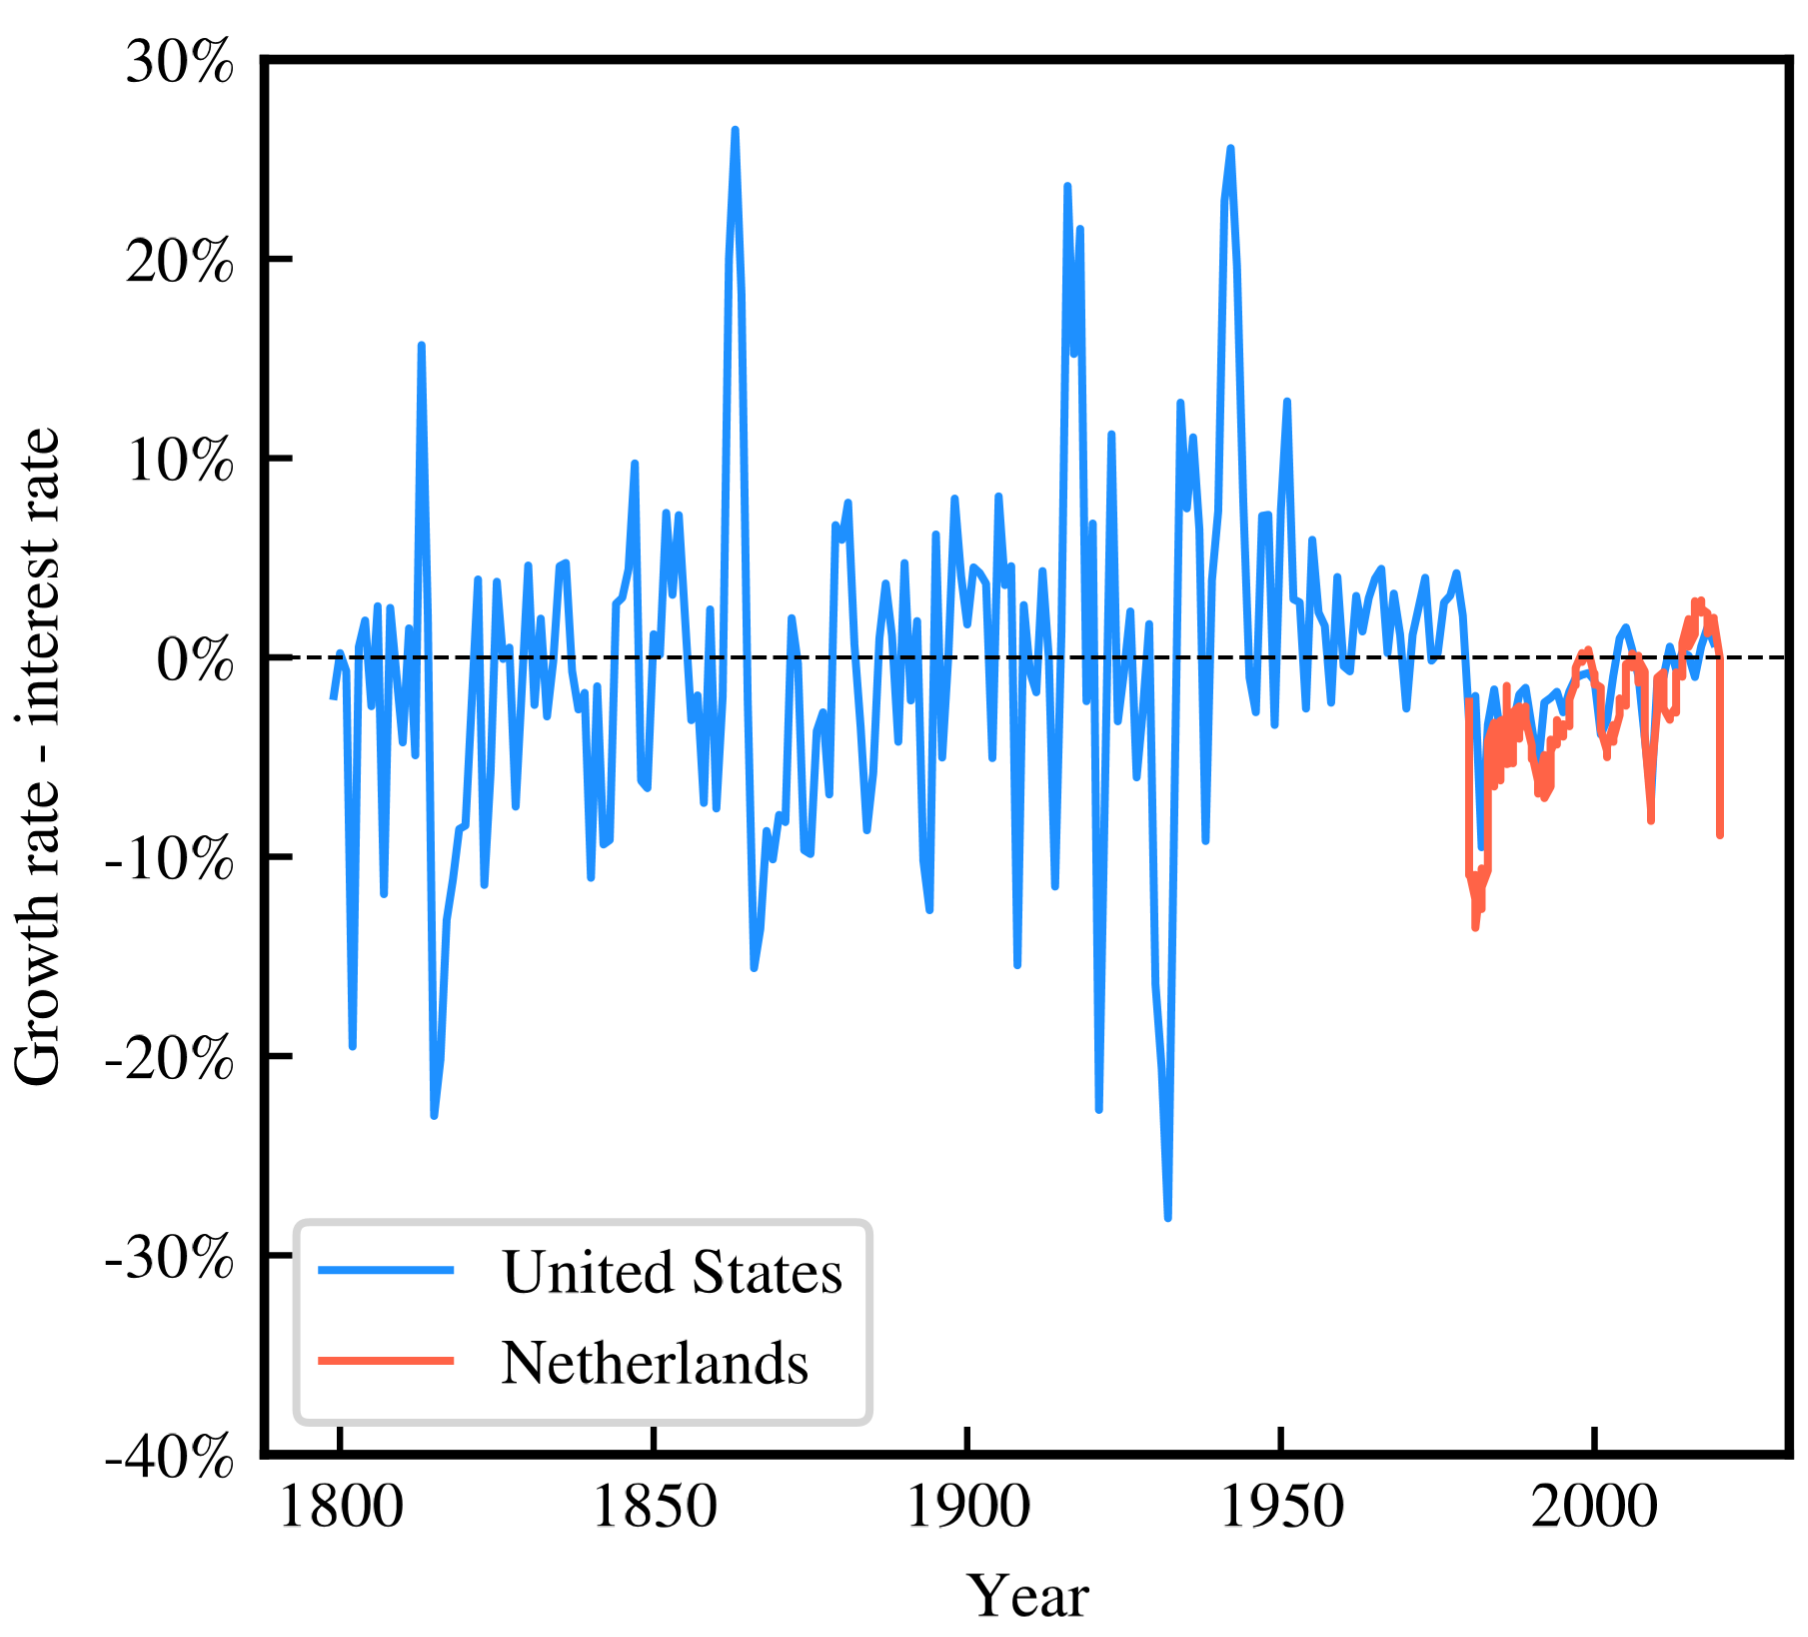 30%
20%
10%
0%
-10%
-20%
-30%
-40%
Growth rate - interest rate
United States
Netherlands
1800 1850 1900 1950 2000
Year